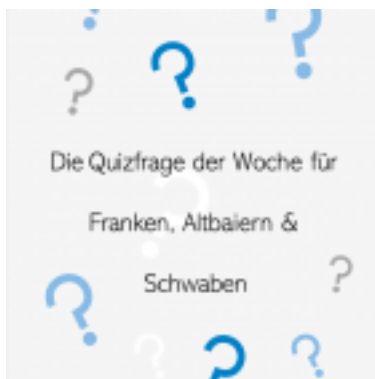 Die Quizfrage der Woche für
Franken, Altbaiern &
Schwaben